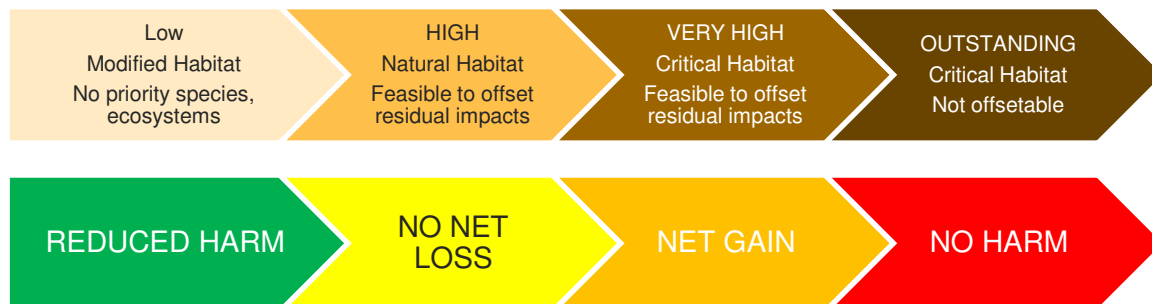 Low
Modified Habitat
No priority species,
ecosystems
HIGH
Natural Habitat
Feasible to offset
residual impacts
VERY HIGH
Critical Habitat
Feasible to offset
residual impacts
OUTSTANDING
Critical Habitat
Not offsetable
REDUCED HARM
NO NET
LOSS
NET GAIN
NO HARM